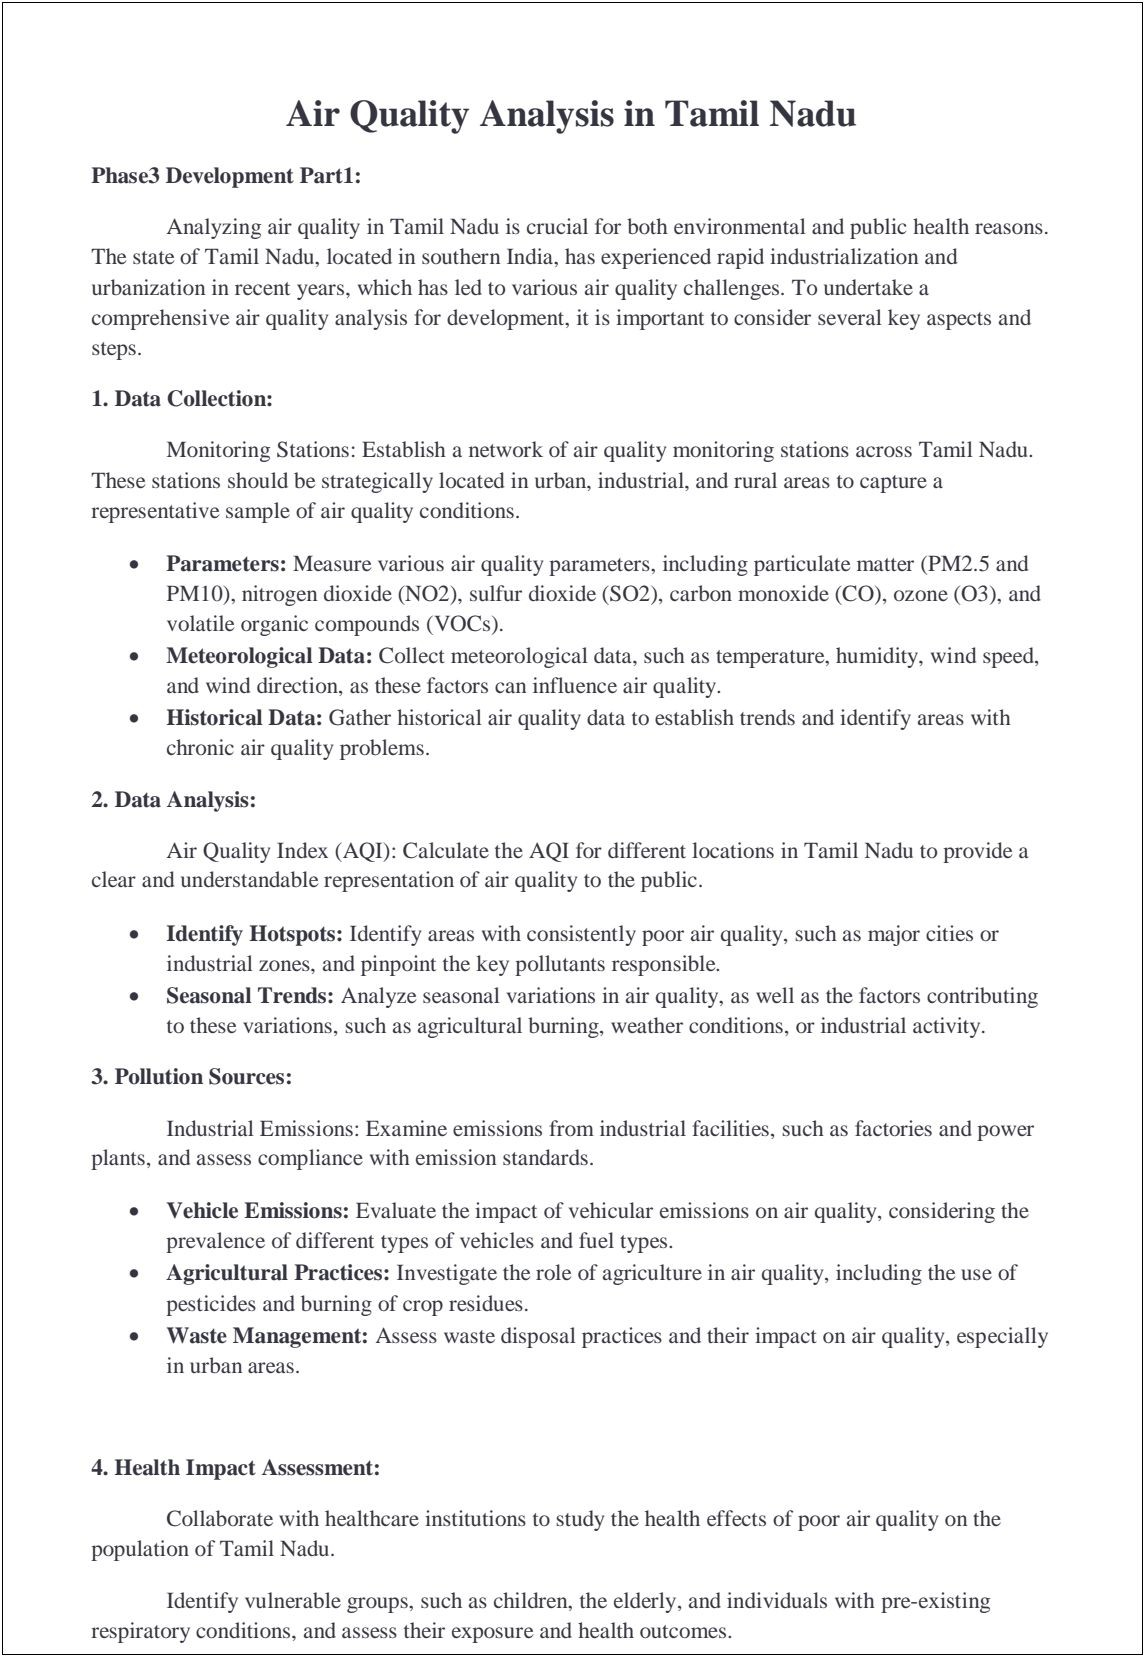 Air Quality Analysis in Tamil Nadu
Phase3 Development Part1:
Analyzing air quality in Tamil Nadu is crucial for both environmental and public health reasons.
The state of Tamil Nadu, located in southern India, has experienced rapid industrialization and
urbanization in recent years, which has led to various air quality challenges. To undertake a
comprehensive air quality analysis for development, it is important to consider several key aspects and
steps.
1. Data Collection:
Monitoring Stations: Establish a network of air quality monitoring stations across Tamil Nadu.
These stations should be strategically located in urban, industrial, and rural areas to capture a
representative sample of air quality conditions.
• Parameters: Measure various air quality parameters, including particulate matter (PM2.5 and
PM10), nitrogen dioxide (NO2), sulfur dioxide (SO2), carbon monoxide (CO), ozone (O3), and
volatile organic compounds (VOCs).
• Meteorological Data: Collect meteorological data, such as temperature, humidity, wind speed,
and wind direction, as these factors can influence air quality.
• Historical Data: Gather historical air quality data to establish trends and identify areas with
chronic air quality problems.
2. Data Analysis:
Air Quality Index (AQI): Calculate the AQI for different locations in Tamil Nadu to provide a
clear and understandable representation of air quality to the public.
• Identify Hotspots: Identify areas with consistently poor air quality, such as major cities or
industrial zones, and pinpoint the key pollutants responsible.
• Seasonal Trends: Analyze seasonal variations in air quality, as well as the factors contributing
to these variations, such as agricultural burning, weather conditions, or industrial activity.
3. Pollution Sources:
Industrial Emissions: Examine emissions from industrial facilities, such as factories and power
plants, and assess compliance with emission standards.
• Vehicle Emissions: Evaluate the impact of vehicular emissions on air quality, considering the
prevalence of different types of vehicles and fuel types.
• Agricultural Practices: Investigate the role of agriculture in air quality, including the use of
pesticides and burning of crop residues.
• Waste Management: Assess waste disposal practices and their impact on air quality, especially
in urban areas.
4. Health Impact Assessment:
Collaborate with healthcare institutions to study the health effects of poor air quality on the
population of Tamil Nadu.
Identify vulnerable groups, such as children, the elderly, and individuals with pre-existing
respiratory conditions, and assess their exposure and health outcomes.